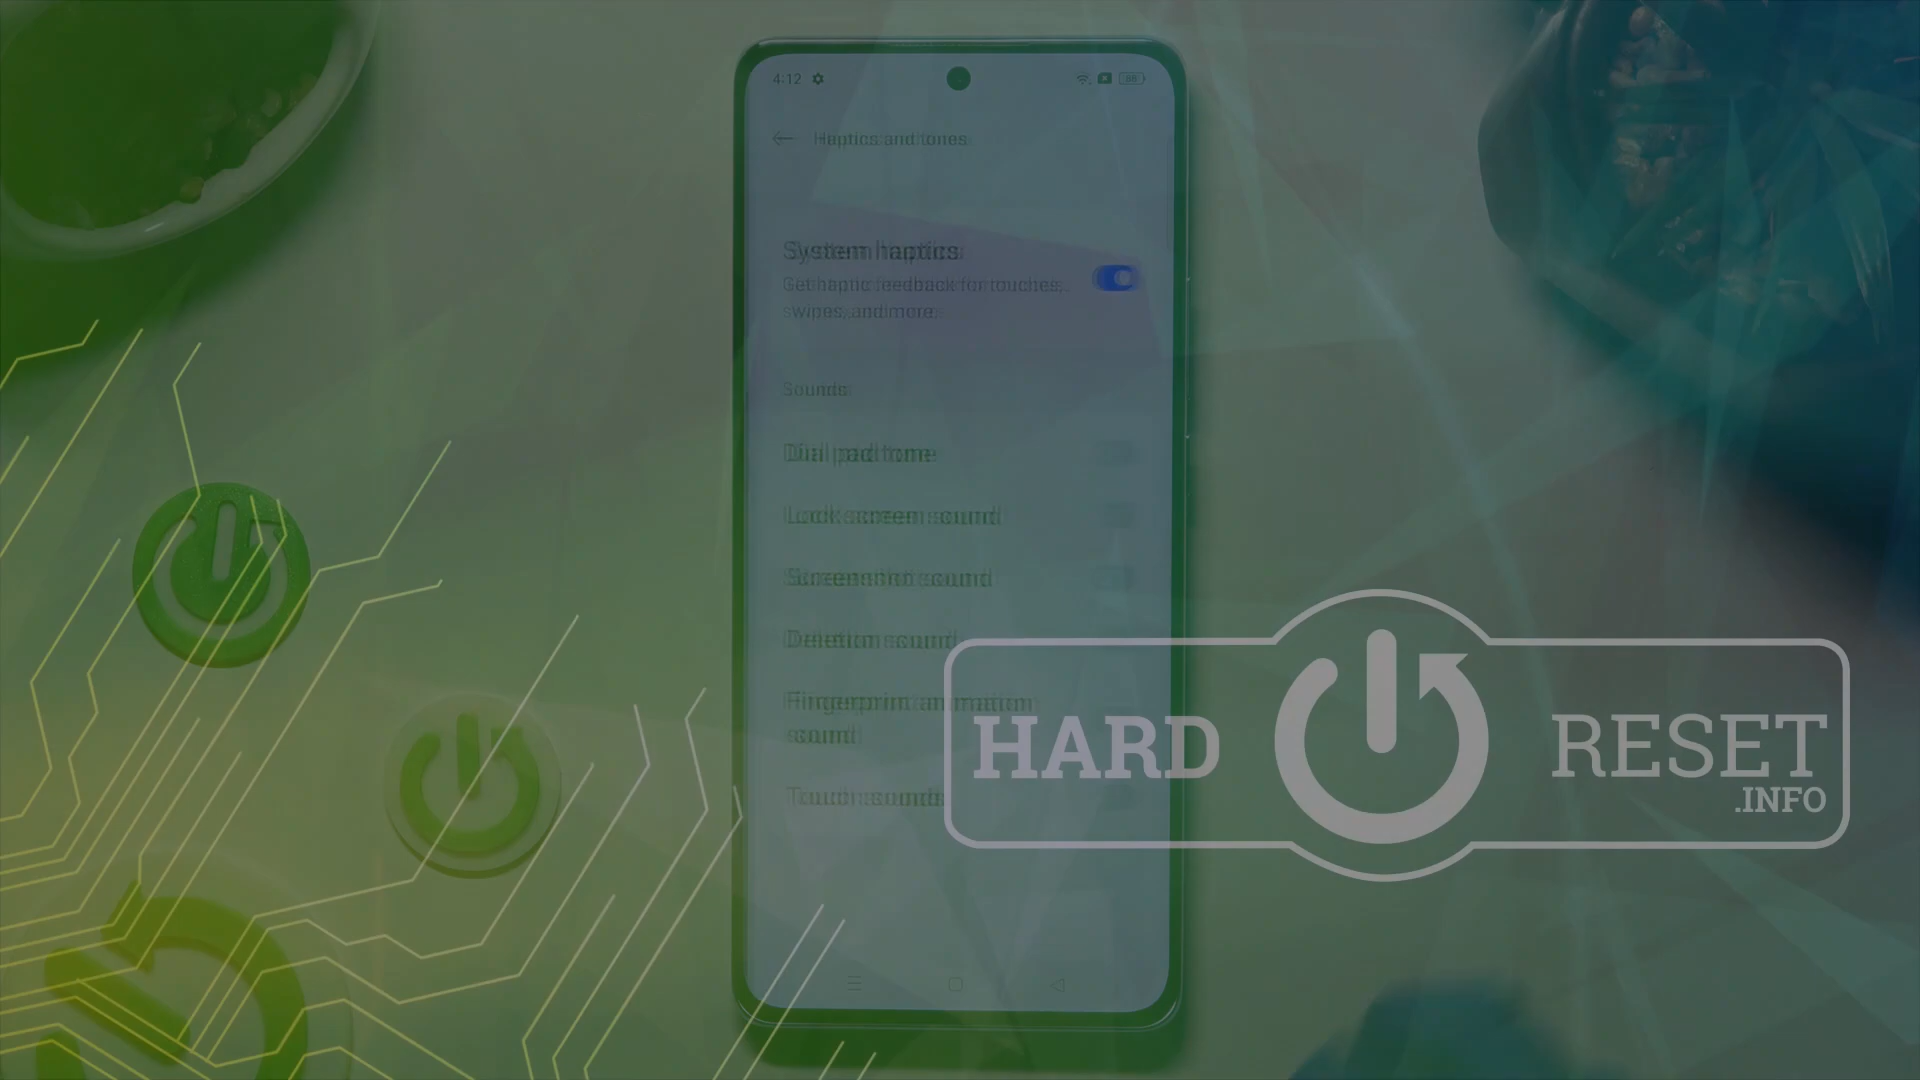 4:12
Haptics and tones
System haptics
Get haptic feedback for touches,
swipes, and more.
Sounds
Dial pad tone
Lock screen sound
Screenshot sound
Deletion sound
Fingerprint animation
sound
Touch sounds
HARD RESET
.INFO